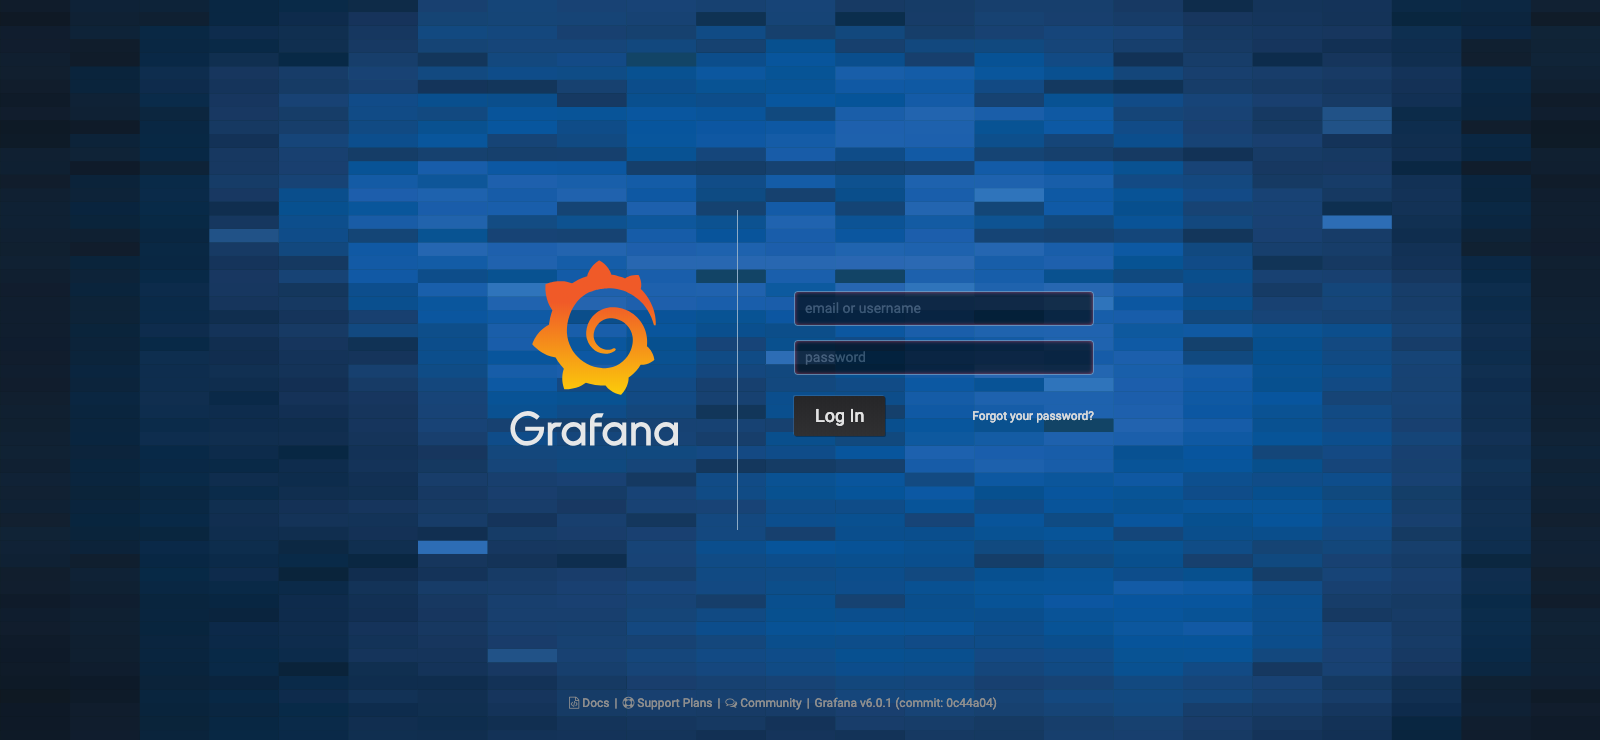 Grafana
email or username
password
Log In
Forgot your password?
Docs | Support Plans | Community | Grafana v6.0.1 (commit: 0c44a04)